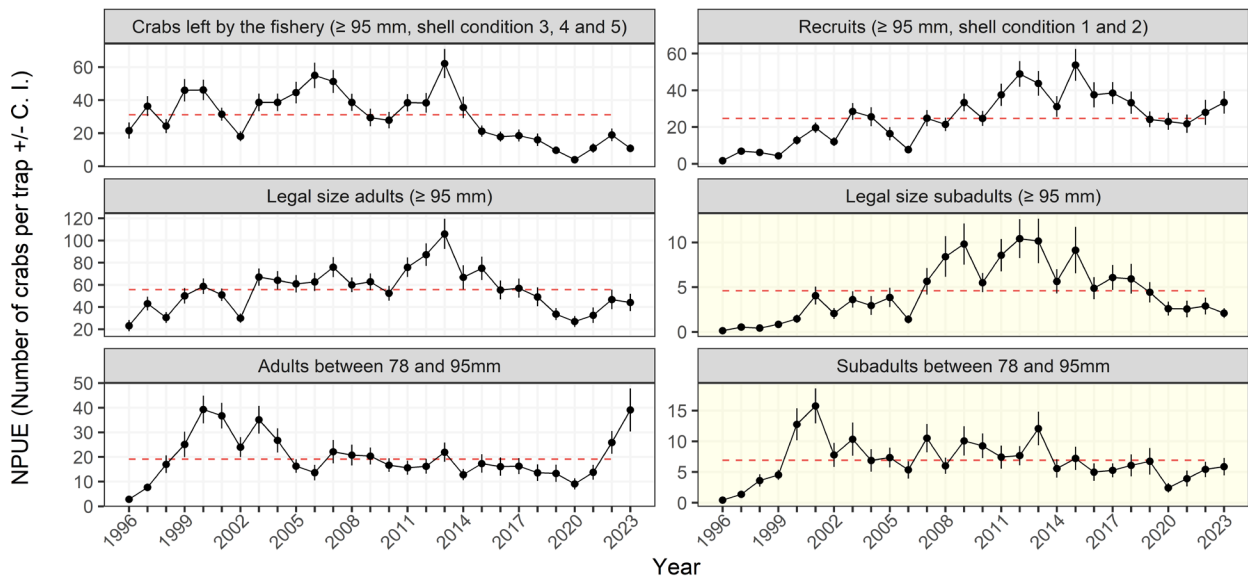 Crabs left by the fishery (≥ 95 mm, shell condition 3, 4 and 5)
Recruits (≥ 95 mm, shell condition 1 and 2)
60
40
20
0
60
40
20
0
Legal size adults (≥ 95 mm)
Legal size subadults (≥ 95 mm)
120
100
80
60
40
20
10
5
0
Adults between 78 and 95mm
Subadults between 78 and 95mm
50
40
30
20
10
0
15
10
5
0
1996 1999 2002 2005 2008 2011 2014 2017 2020 2023
1996 1999 2002 2005 2008 2011 2014 2017 2020 2023
Year
NPUE (Number of crabs per trap +/- C. I.)